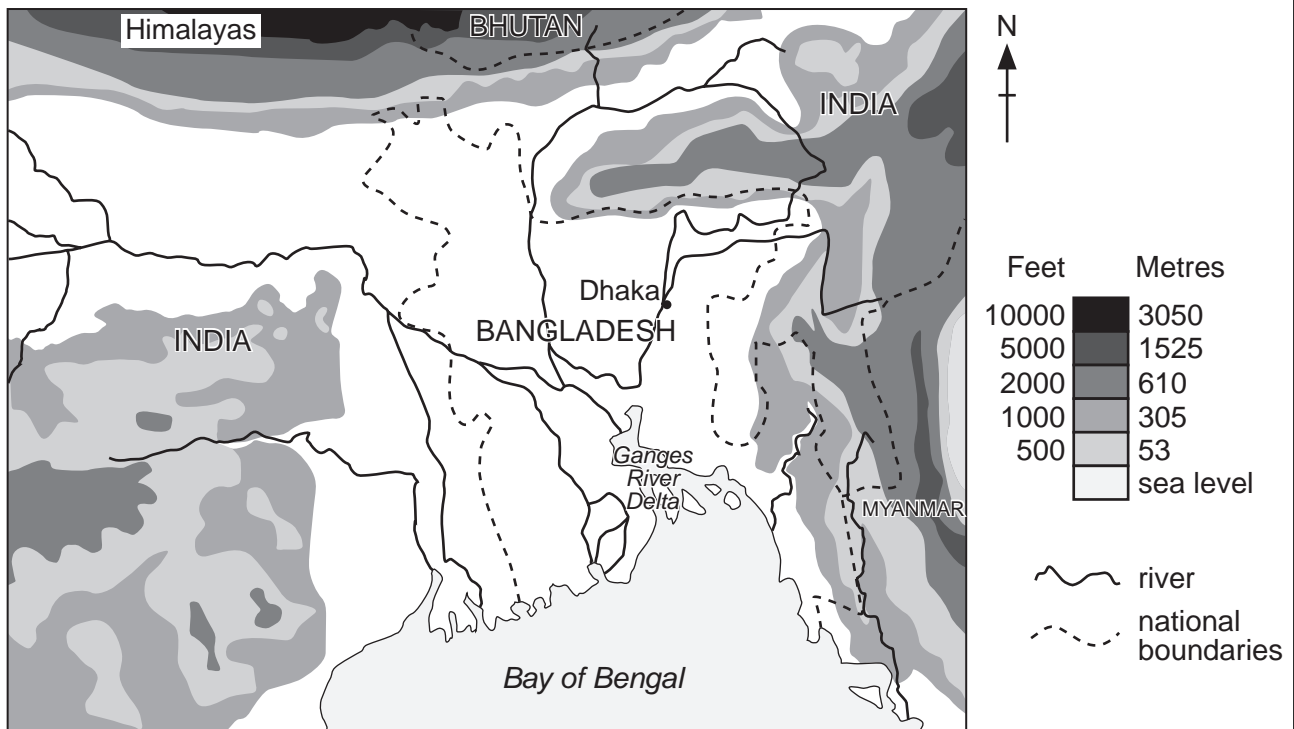 Himalayas
BHUTAN
INDIA
N
Dhaka
BANGLADESH
INDIA
Ganges
River
Delta
MYANMAR
Bay of Bengal
Feet Metres
10000 3050
5000 1525
2000 610
1000 305
500 53
sea level
river
national
boundaries